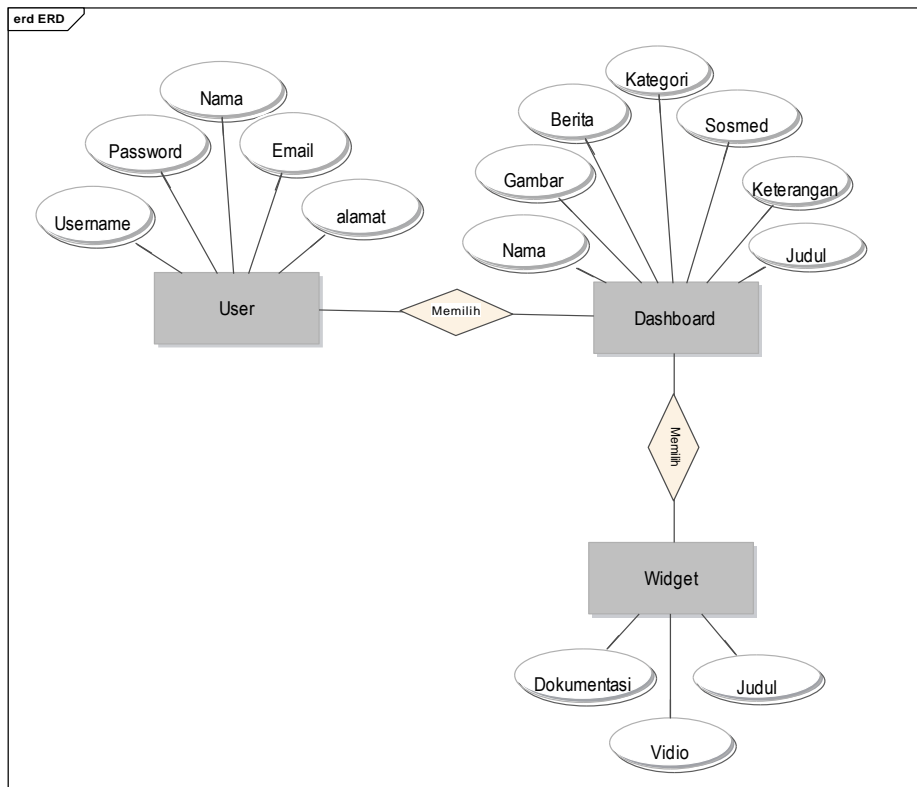 erd ERD
Nama
Password
Email
Username
alamat
User
Memilih
Kategori
Berita
Sosmed
Gambar
Keterangan
Nama
Judul
Dashboard
Memilih
Widget
Dokumentasi
Judul
Vidio